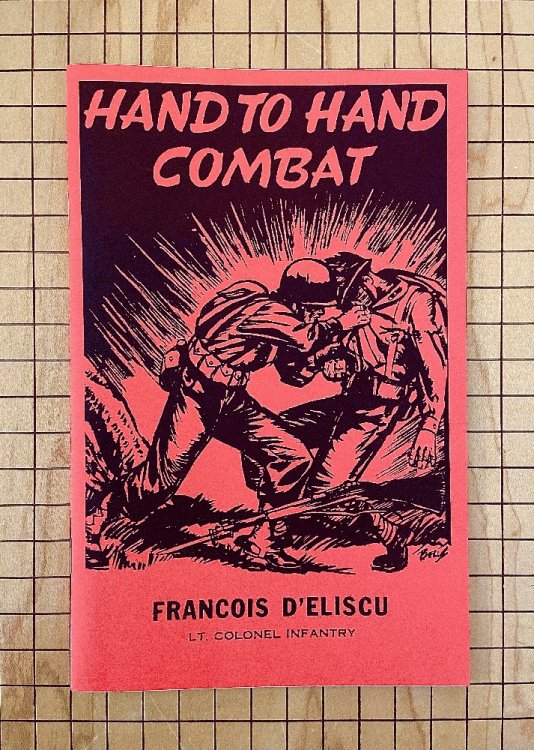 HAND TO HAND
COMBAT
FRANCOIS D'ELISCU
LT. COLONEL INFANTRY